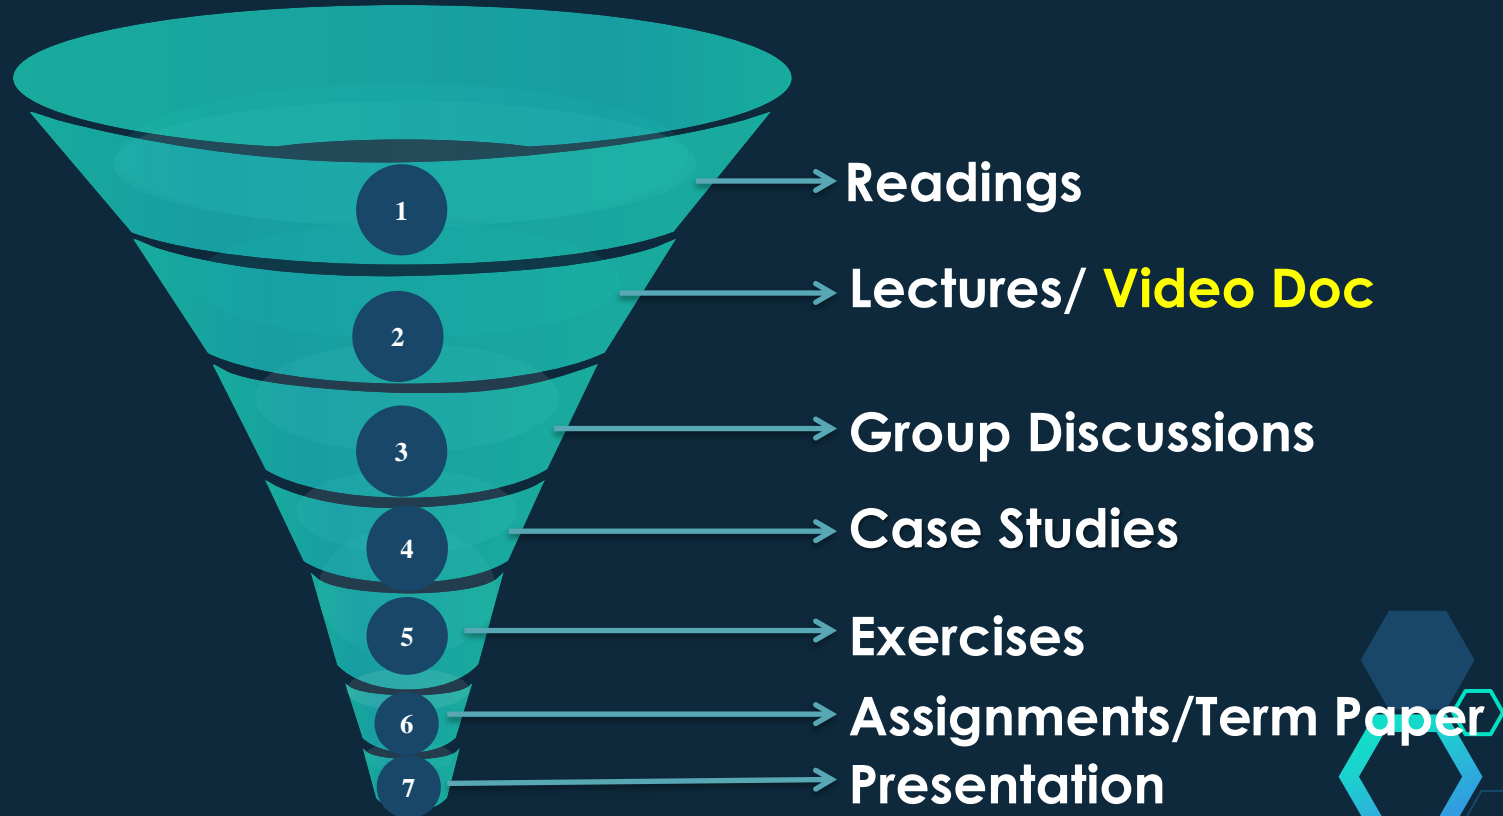 1
Readings
2
Lectures/ Video Doc
3
Group Discussions
4
Case Studies
5
Exercises
6
Assignments/Term Paper
7
Presentation